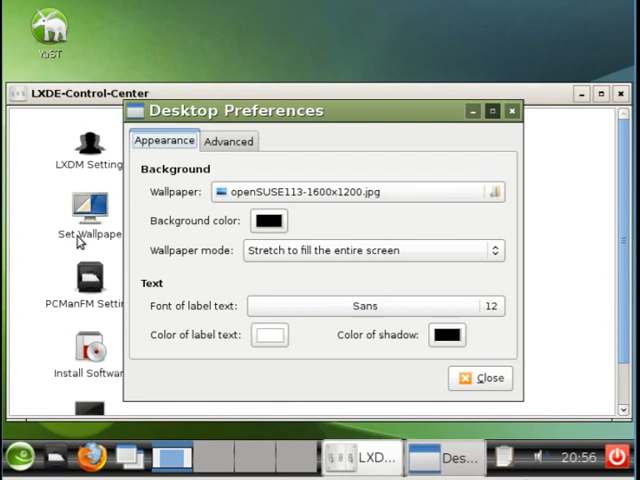 YaST
LXDE-Control-Center
Desktop Preferences
Appearance
Advanced
LXDM Setting
Background
Wallpaper: openSUSE113-1600x1200.jpg
Background color:
Set Wallpape
Wallpaper mode: Stretch to fill the entire screen
Text
PCManFM Settin
Font of label text: Sans 12
Color of label text: Color of shadow:
Install Softwar
Close
LXD... Des... 20:56